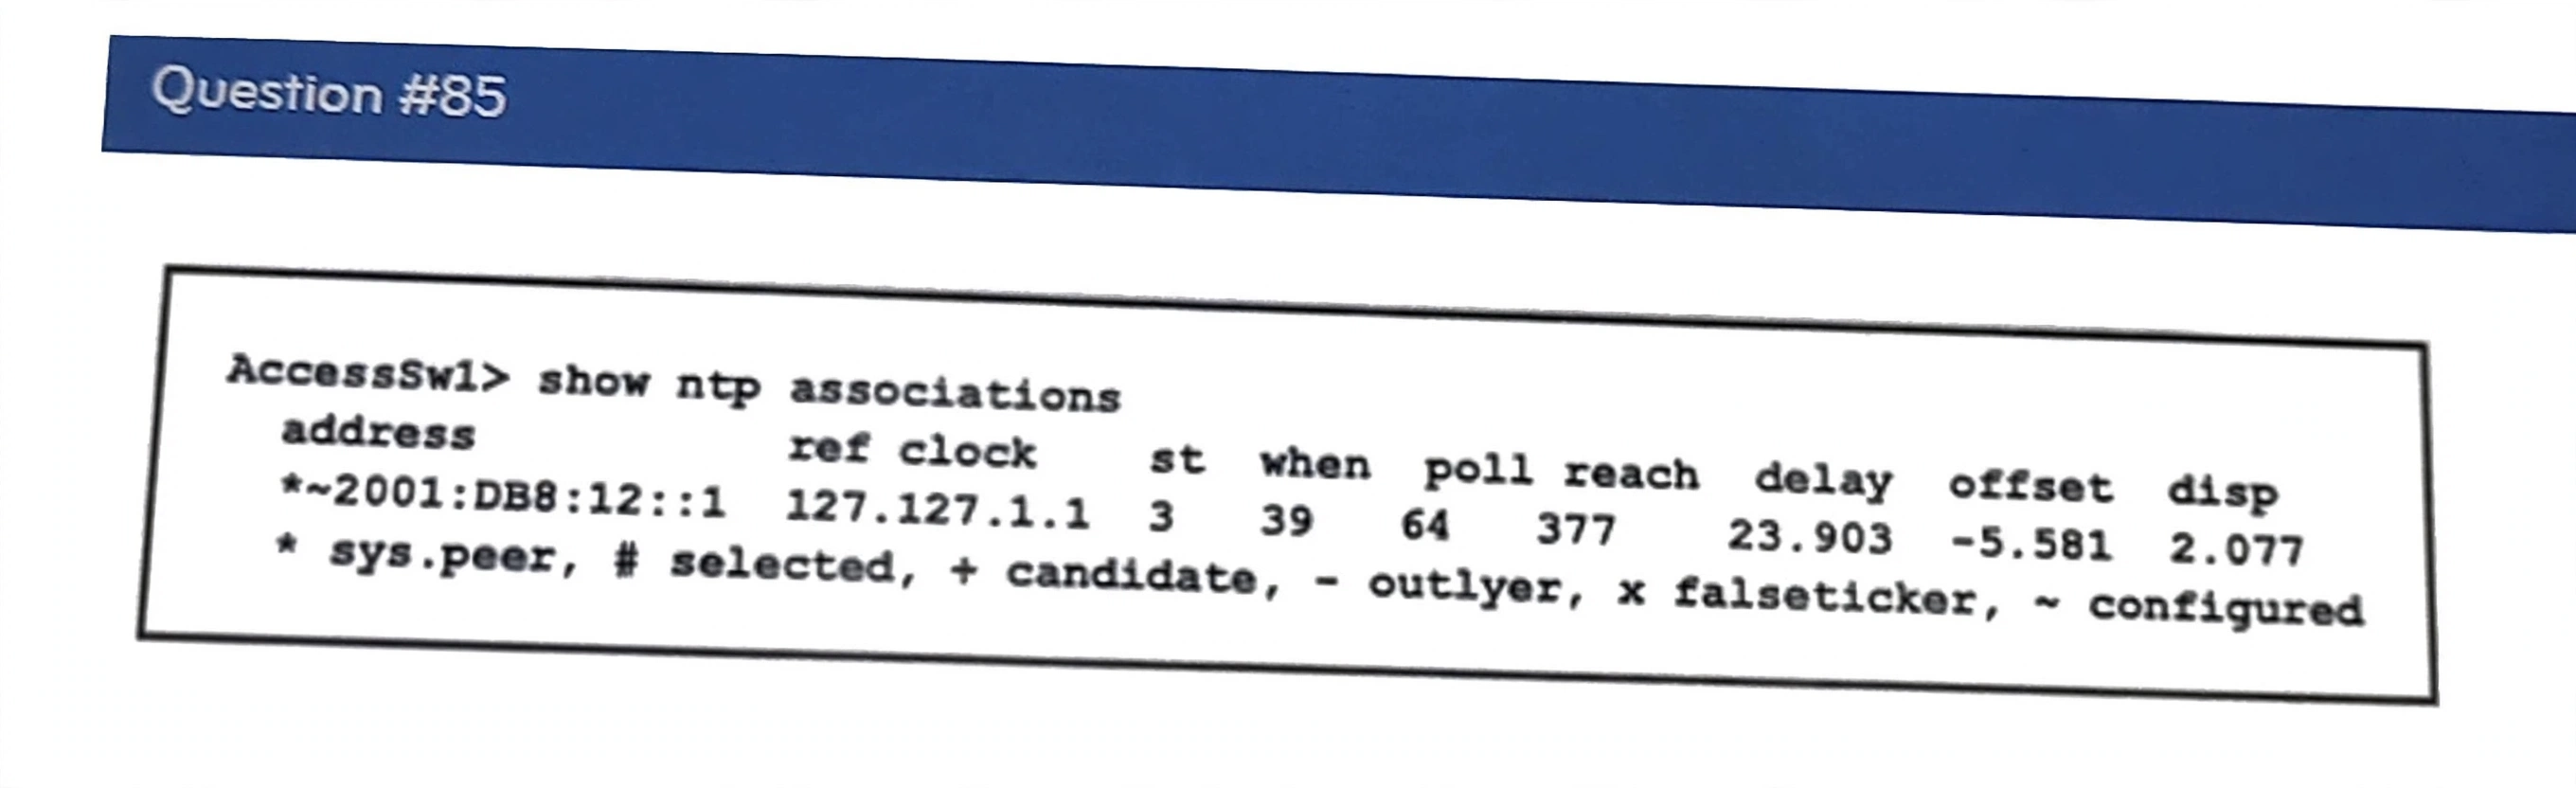 Question #85
AccessSw1> show ntp associations
address ref clock st when poll reach delay offset disp
*~2001:DB8:12::1 127.127.1.1 3 39 64 377 23.903 -5.581 2.077
* sys.peer, # selected, + candidate, - outlyer, x falseticker, ~ configured